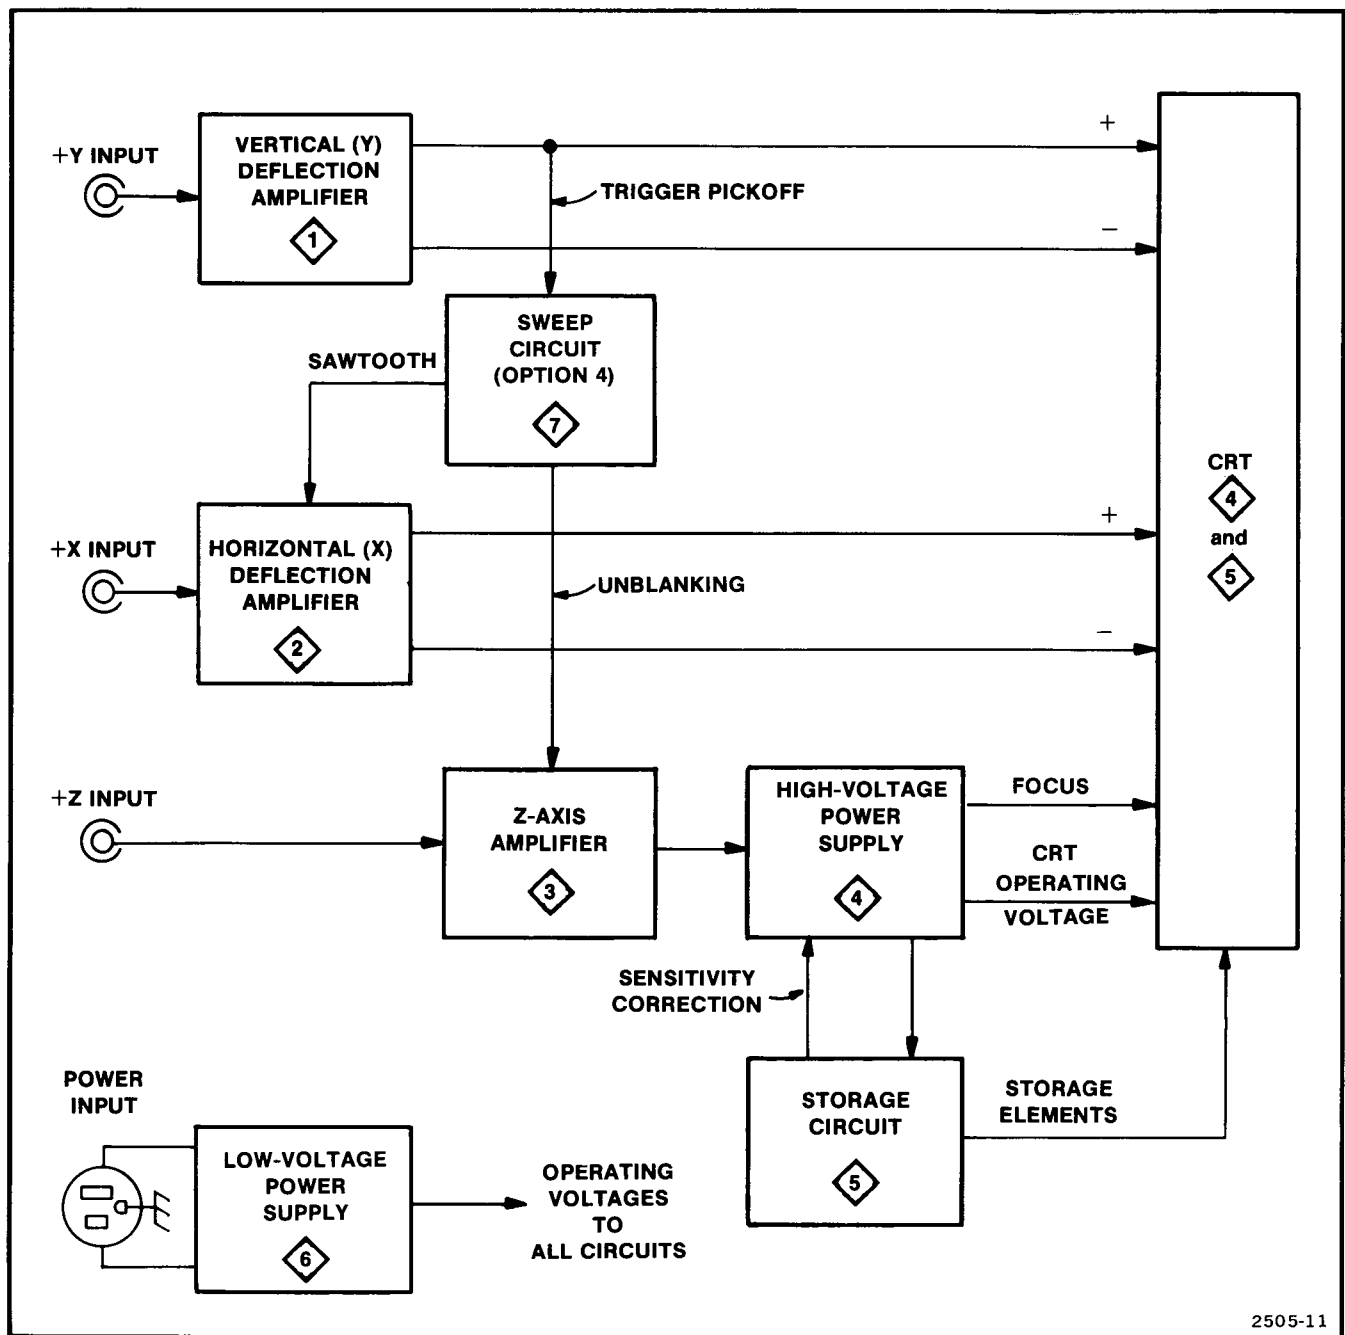 +Y INPUT
VERTICAL (Y)
DEFLECTION
AMPLIFIER
1
+
−
TRIGGER PICKOFF
SWEEP
CIRCUIT
(OPTION 4)
7
SAWTOOTH
+X INPUT
HORIZONTAL (X)
DEFLECTION
AMPLIFIER
2
+
−
UNBLANKING
CRT
4
and
5
+Z INPUT
Z-AXIS
AMPLIFIER
3
HIGH-VOLTAGE
POWER
SUPPLY
4
FOCUS
CRT
OPERATING
VOLTAGE
SENSITIVITY
CORRECTION
STORAGE
CIRCUIT
5
STORAGE
ELEMENTS
POWER
INPUT
LOW-VOLTAGE
POWER
SUPPLY
6
OPERATING
VOLTAGES
TO
ALL CIRCUITS
2505-11